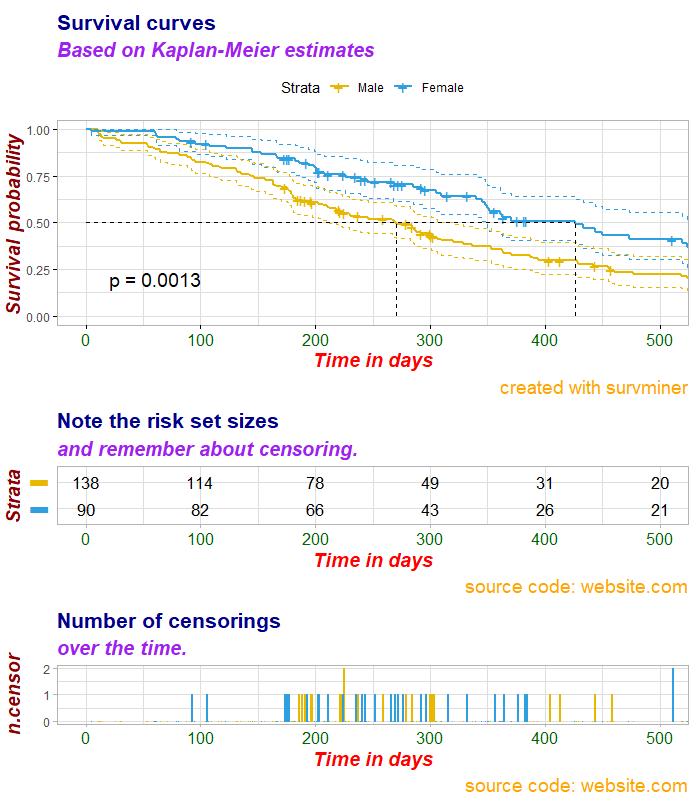 Survival curves
Based on Kaplan-Meier estimates
Strata Male Female
Survival probability
1.00
0.75
0.50
0.25
0.00
p = 0.0013
0 100 200 300 400 500
Time in days
created with survminer
Note the risk set sizes
and remember about censoring.
Strata
138 114 78 49 31 20
90 82 66 43 26 21
0 100 200 300 400 500
Time in days
source code: website.com
Number of censorings
over the time.
n.censor
2
1
0
0 100 200 300 400 500
Time in days
source code: website.com